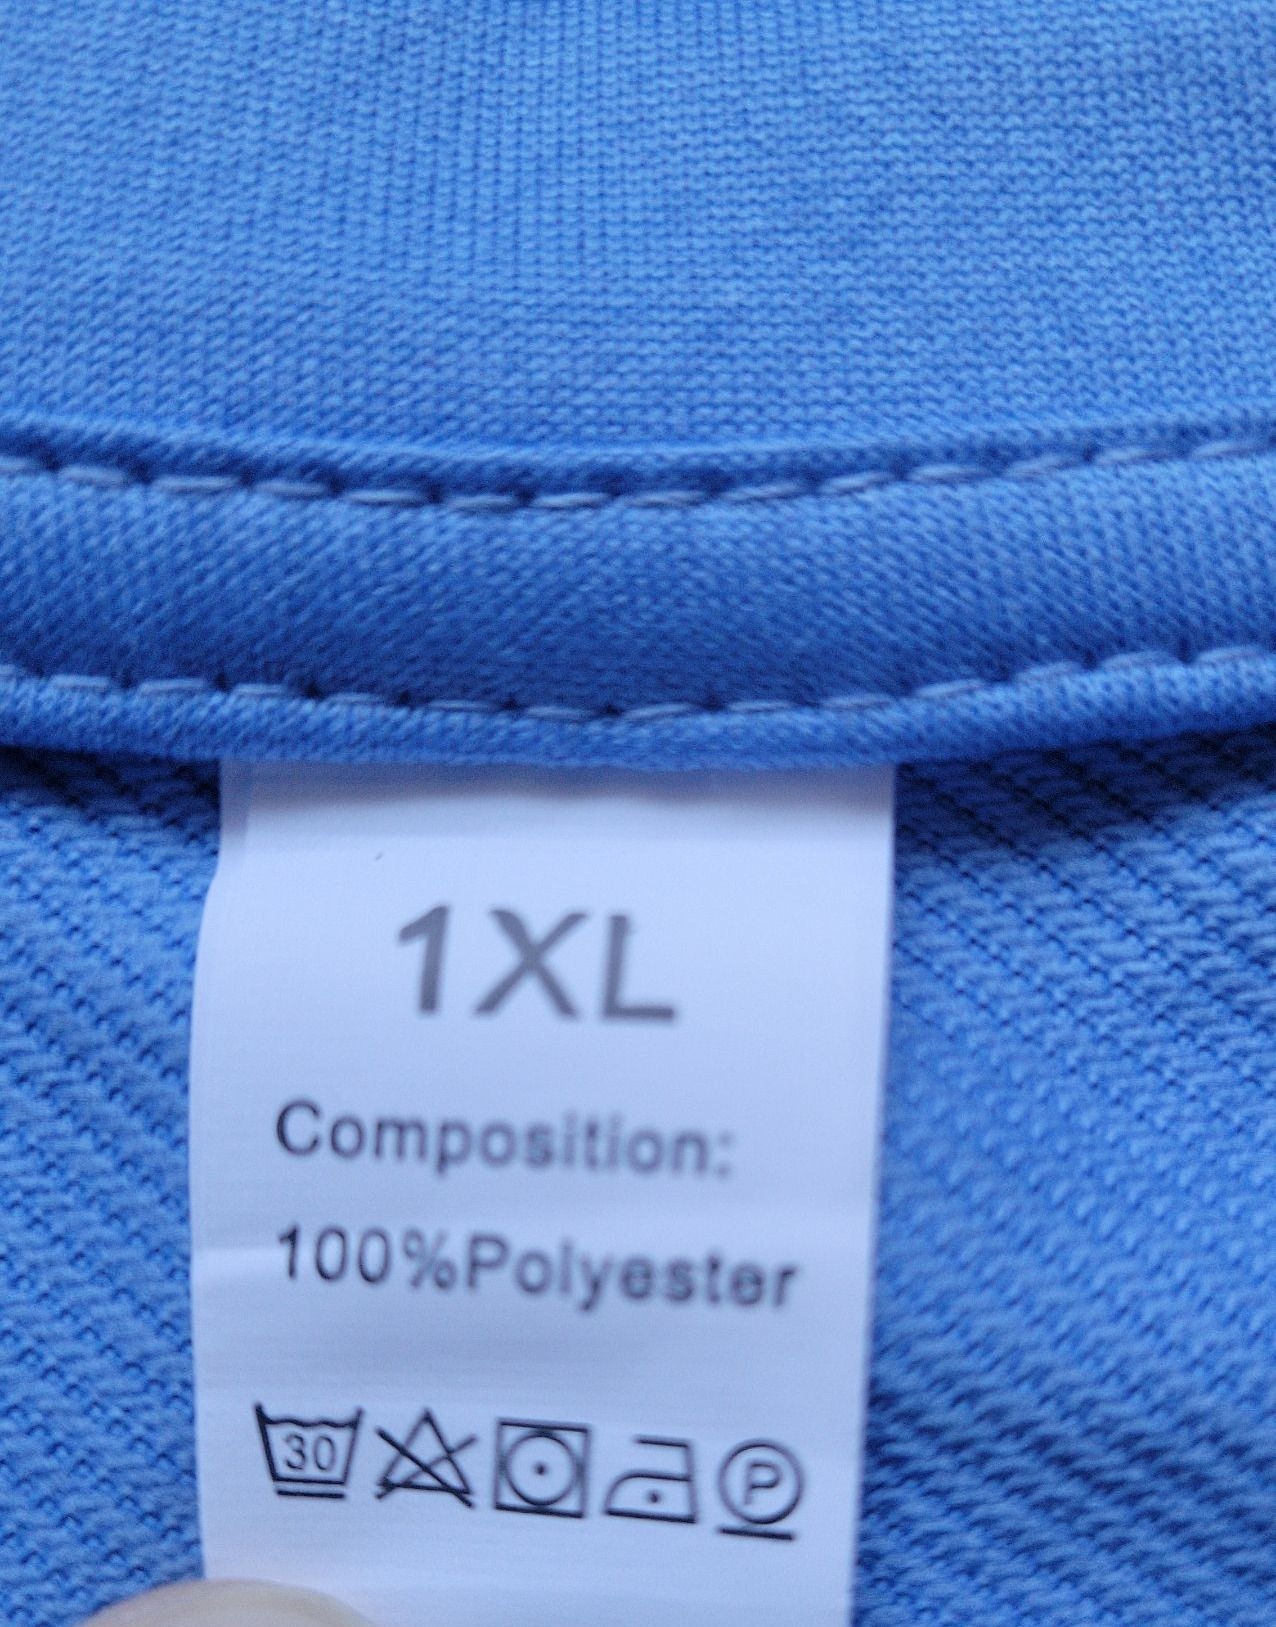 1XL
Composition:
100%Polyester
30 P